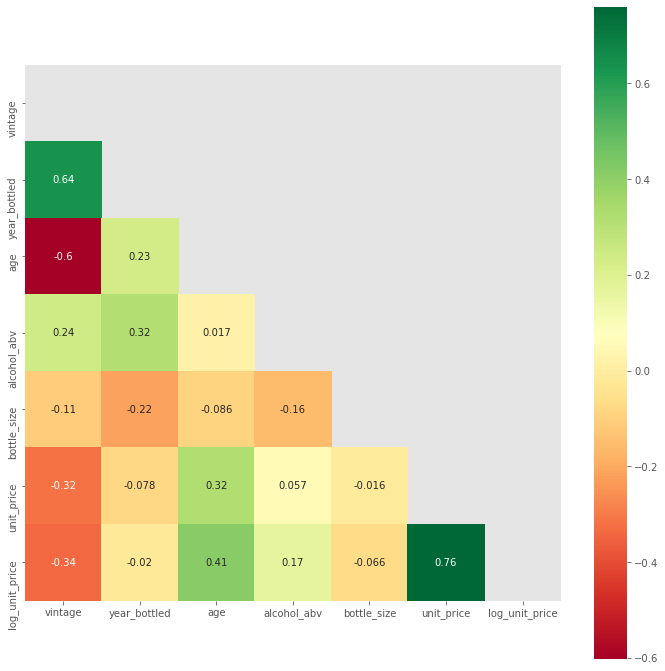 vintage
year_bottled
0.64
age
-0.6 0.23
alcohol_abv
0.24 0.32 0.017
bottle_size
-0.11 -0.22 -0.086 -0.16
unit_price
-0.32 -0.078 0.32 0.057 -0.016
log_unit_price
-0.34 -0.02 0.41 0.17 -0.066 0.76
vintage year_bottled age alcohol_abv bottle_size unit_price log_unit_price
0.6
0.4
0.2
0.0
−0.2
−0.4
−0.6